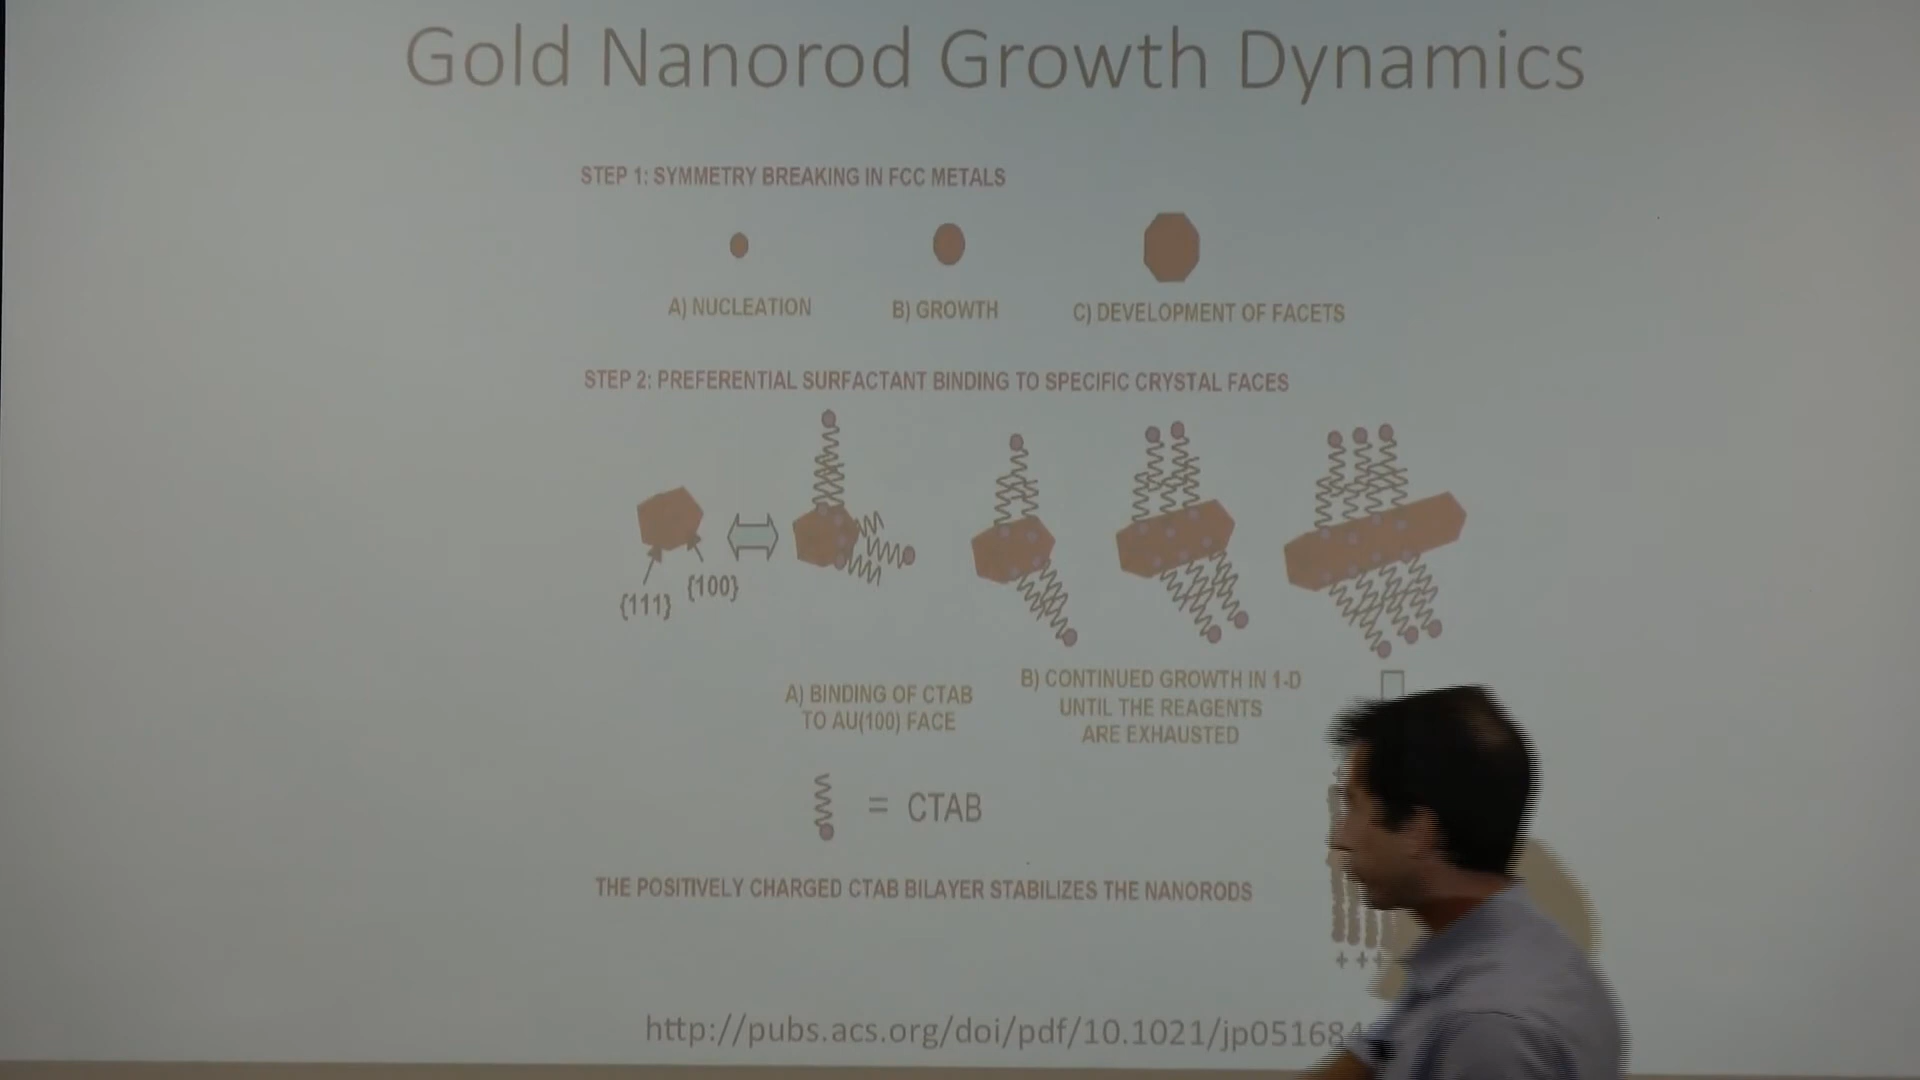 Gold Nanorod Growth Dynamics
STEP 1: SYMMETRY BREAKING IN FCC METALS
A) NUCLEATION
B) GROWTH
C) DEVELOPMENT OF FACETS
STEP 2: PREFERENTIAL SURFACTANT BINDING TO SPECIFIC CRYSTAL FACES
{111}
{100}
A) BINDING OF CTAB
TO AU(100) FACE
B) CONTINUED GROWTH IN 1-D
UNTIL THE REAGENTS
ARE EXHAUSTED
= CTAB
THE POSITIVELY CHARGED CTAB BILAYER STABILIZES THE NANORODS
+ + +
http://pubs.acs.org/doi/pdf/10.1021/jp05168